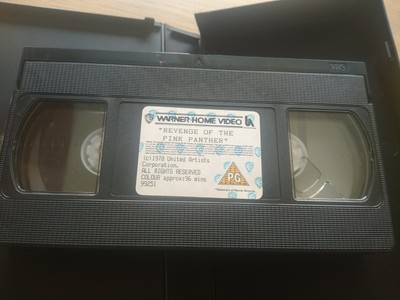 WARNER HOME VIDEO
"REVENGE OF THE
PINK PANTHER"
(c)1978 United Artists
Corporation.
ALL RIGHTS RESERVED
COLOUR approx:96 mins
99251
PG
VHS